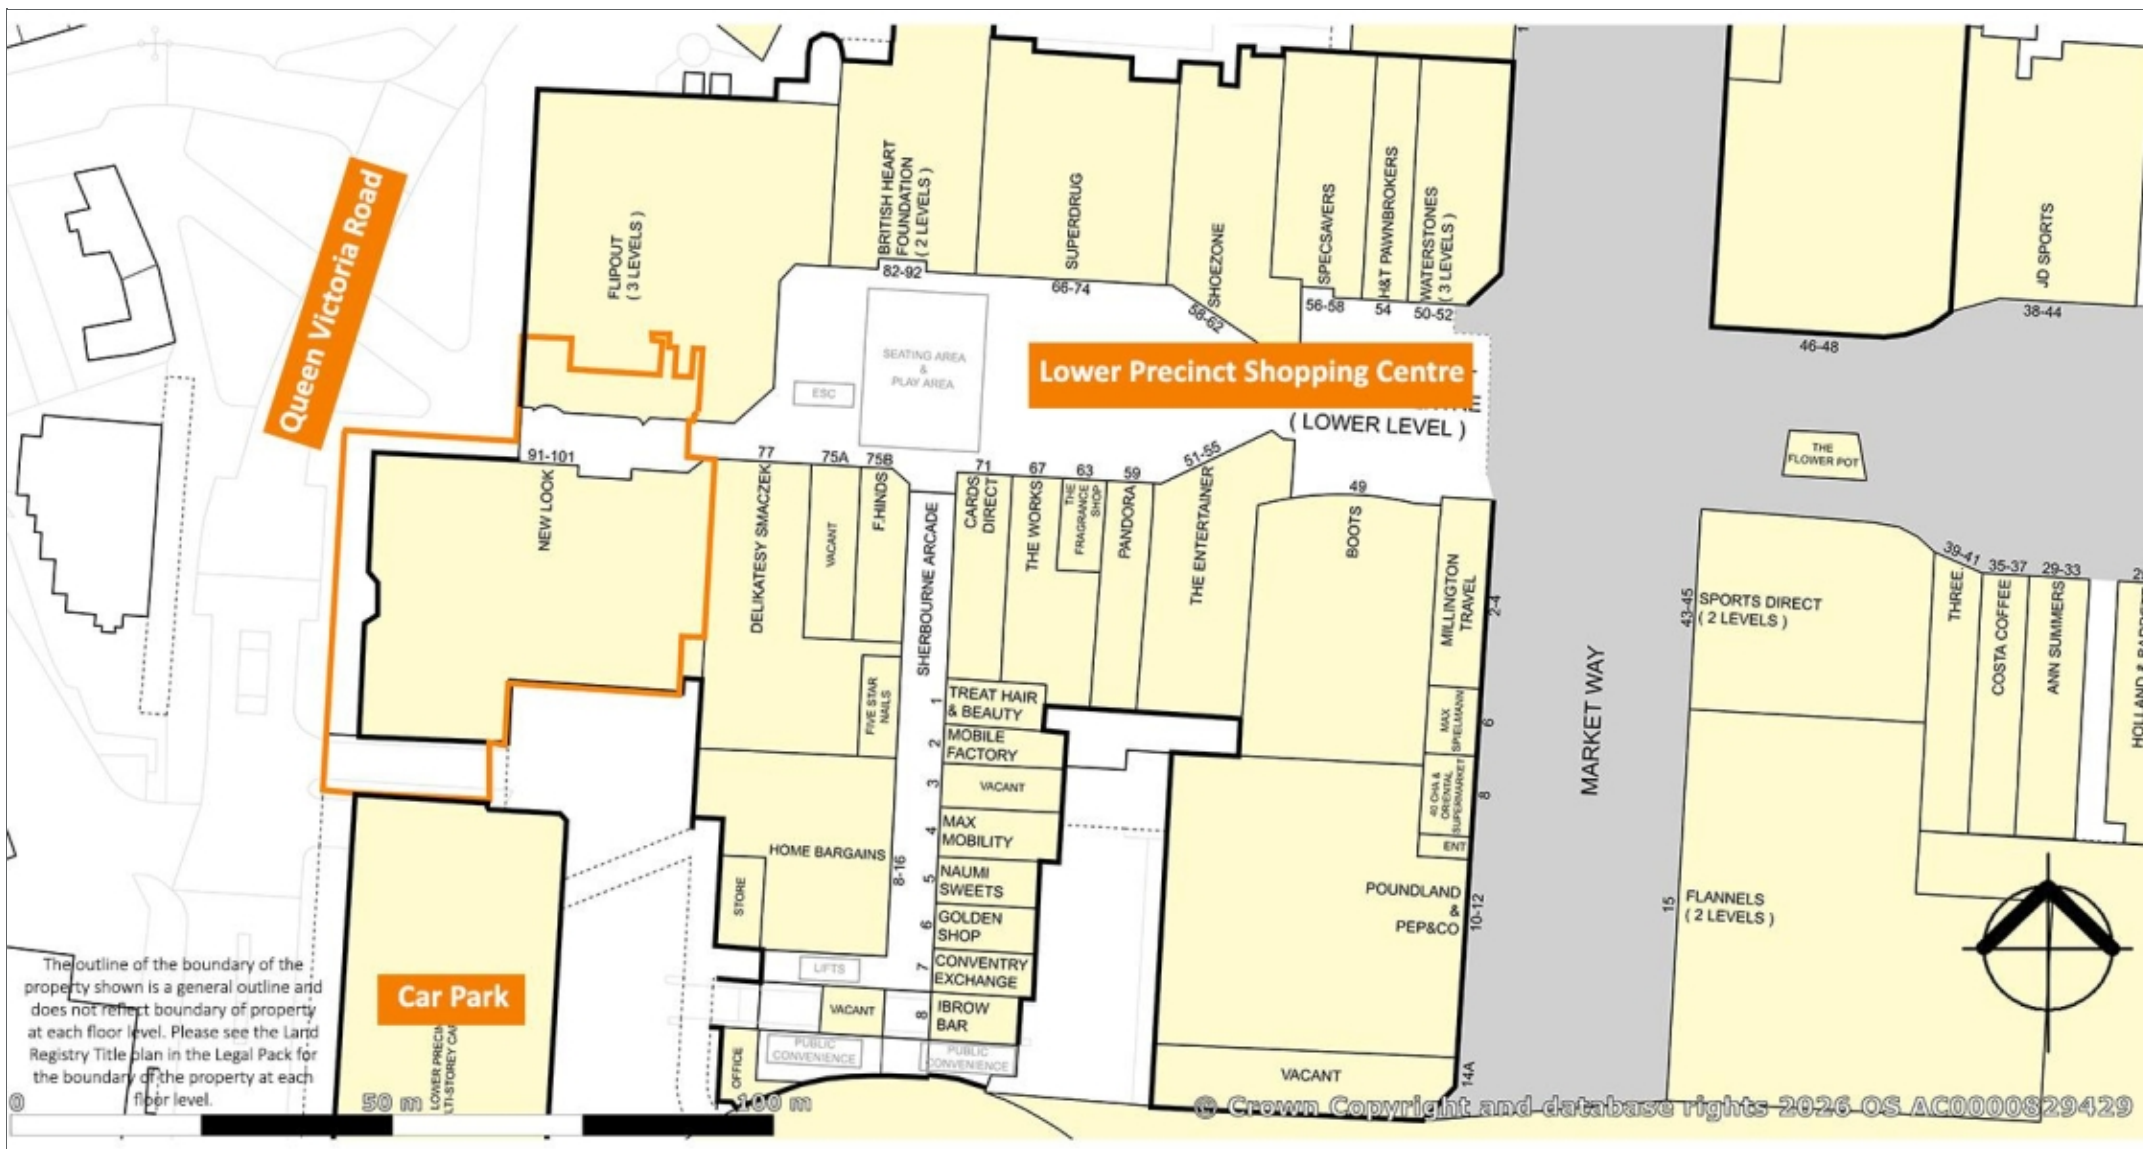 Queen Victoria Road
FLIPOUT
( 3 LEVELS )
BRITISH HEART
FOUNDATION
( 2 LEVELS )
82-92
SUPERDRUG
66-74
SHOEZONE
58-62
SPECSAVERS
56-58
H&T PAWNBROKERS
54
WATERSTONES
( 3 LEVELS )
50-52
1
46-48
JD SPORTS
38-44
SEATING AREA
&
PLAY AREA
ESC
Lower Precinct Shopping Centre
( LOWER LEVEL )
THE
FLOWER POT
91-101
NEW LOOK
77
DELIKATESY SMACZEK
75A
VACANT
75B
F.HINDS
SHERBOURNE ARCADE
71
CARDS
DIRECT
67
THE WORKS
63
THE
FRAGRANCE
SHOP
59
PANDORA
51-55
THE ENTERTAINER
49
BOOTS
MILLINGTON
TRAVEL
2-4
MAX
SPIELMANN
6
40 CHA &
ORIENTAL
SUPERMARKET
8
ENT
MARKET WAY
43-45
SPORTS DIRECT
( 2 LEVELS )
39-41
THREE
35-37
COSTA COFFEE
29-33
ANN SUMMERS
FIVE STAR
NAILS
1
TREAT HAIR
& BEAUTY
2
MOBILE
FACTORY
3
VACANT
4
MAX
MOBILITY
5
NAUMI
SWEETS
6
GOLDEN
SHOP
7
CONVENTRY
EXCHANGE
8
IBROW
BAR
HOME BARGAINS
8-16
STORE
LIFTS
VACANT
OFFICE
PUBLIC
CONVENIENCE
PUBLIC
CONVENIENCE
POUNDLAND
&
PEP&CO
10-12
VACANT
14A
15
FLANNELS
( 2 LEVELS )
Car Park
The outline of the boundary of the
property shown is a general outline and
does not reflect boundary of property
at each floor level. Please see the Land
Registry Title plan in the Legal Pack for
the boundary of the property at each
floor level.
0
50 m
100 m
© Crown Copyright and database rights 2026 OS AC0000829429